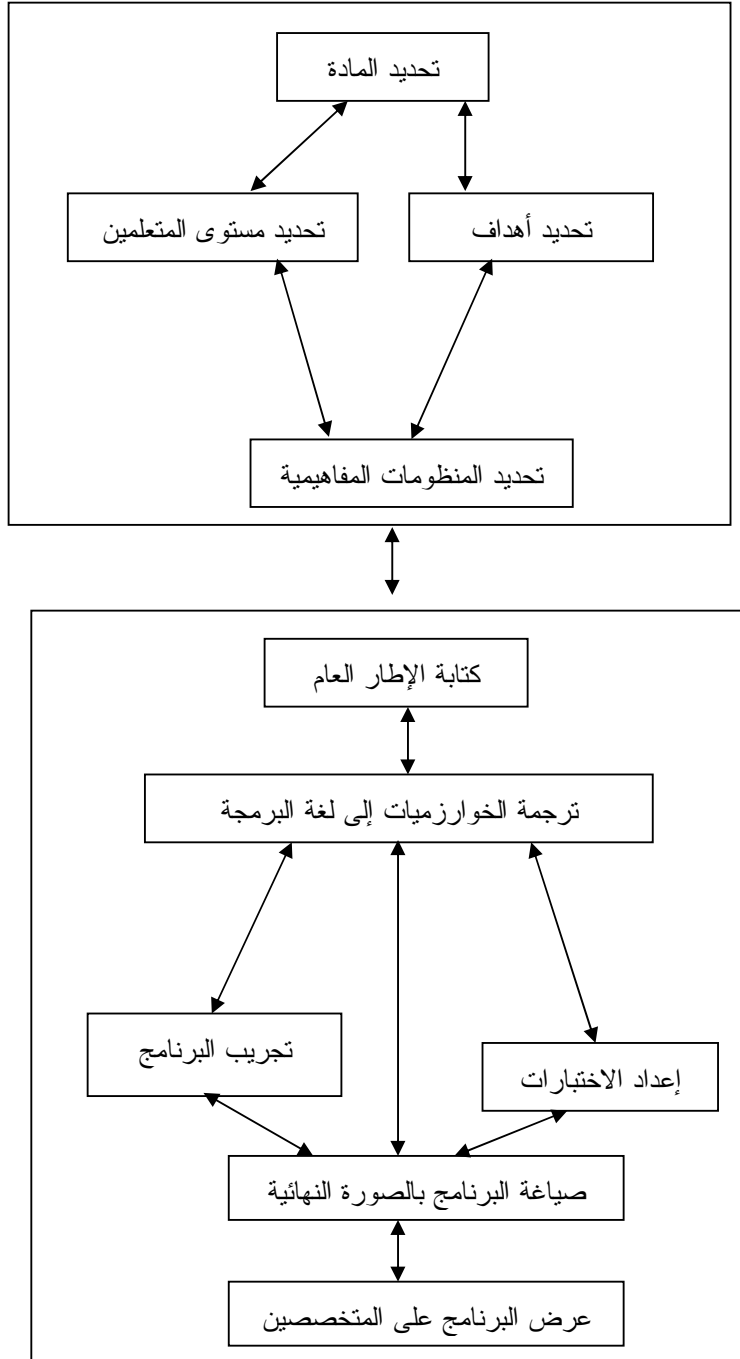 تحديد المادة
تحديد أهداف
تحديد مستوى المتعلمين
تحديد المنظومات المفاهيمية
كتابة الإطار العام
ترجمة الخوارزميات إلى لغة البرمجة
تجريب البرنامج
إعداد الاختبارات
صياغة البرنامج بالصورة النهائية
عرض البرنامج على المتخصصين